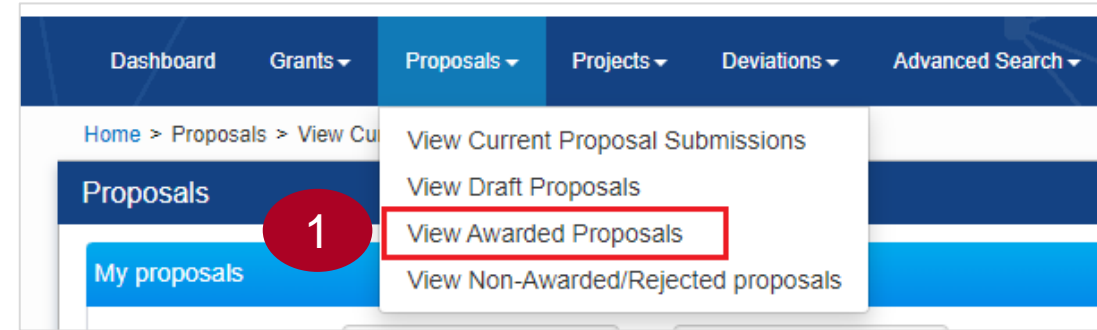 Dashboard Grants Proposals Projects Deviations Advanced Search
Home > Proposals > View Cu
View Current Proposal Submissions
Proposals
View Draft Proposals
1
View Awarded Proposals
My proposals
View Non-Awarded/Rejected proposals